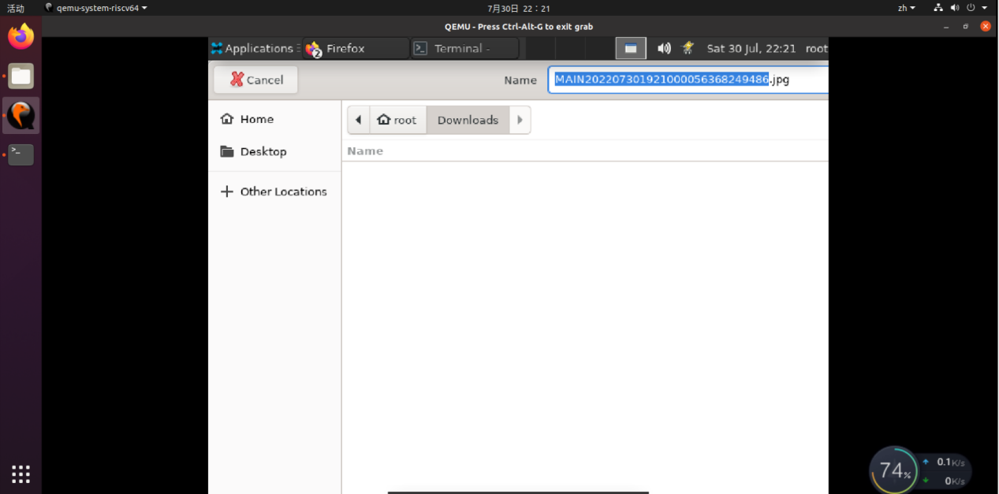 活动 qemu-system-riscv64 7月30日 22：21 zh
QEMU - Press Ctrl-Alt-G to exit grab
Applications Firefox Terminal - Sat 30 Jul, 22:21 root
2
Cancel Name MAIN202207301921000056368249486.jpg
Home root Downloads
Desktop Name
Other Locations
74% 0.1K/s
0K/s